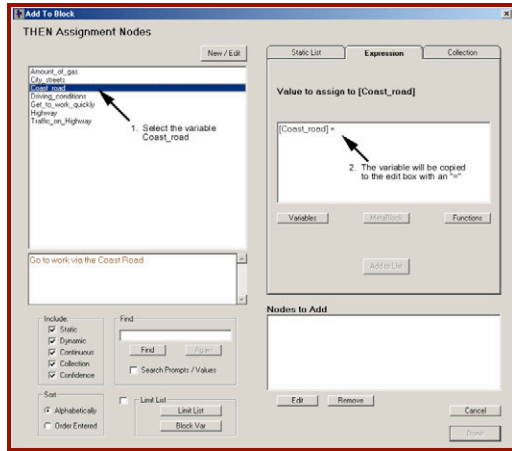 Add To Block
THEN Assignment Nodes
New / Edit
Amount_of_gas
City_streets
Coast_road
Driving_conditions
Get_to_work_quickly
Highway
Traffic_on_Highway
1. Select the variable
Coast_road
Go to work via the Coast Road
Include:
Static
Dynamic
Continuous
Collection
Confidence
Find
Find
Again
Search Prompts / Values
Sort
Alphabetically
Order Entered
Limit List
Limit List
Block Var
Static List
Expression
Collection
Value to assign to [Coast_road]
[Coast_road] =
2. The variable will be copied
to the edit box with an "="
Variables
MetaBlock
Functions
Add to List
Nodes to Add
Edit
Remove
Cancel
Done